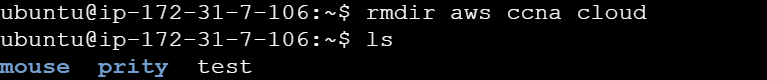 ubuntu@ip-172-31-7-106:~$ rmdir aws ccna cloud
ubuntu@ip-172-31-7-106:~$ ls
mouse  prity  test